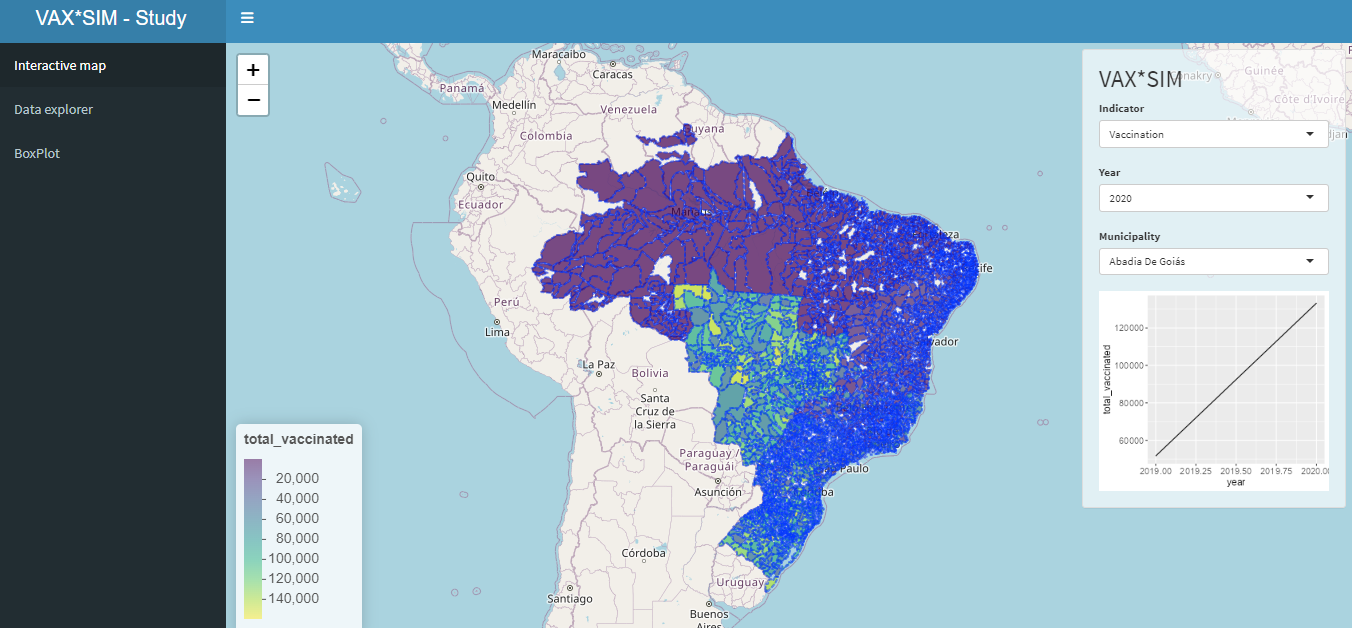 VAX*SIM - Study
Interactive map
Data explorer
BoxPlot
+
−
Maracaibo
Caracas
Panamá
Medellín
Venezuela
Colombia
Guyana
Quito
Ecuador
Manaus
Perú
Lima
La Paz
Bolivia
Santa
Cruz de
la Sierra
Paraguay /
Paraguái
Asunción
Córdoba
Uruguay
Santiago
Buenos
Aires
Guinée
Côte d'Ivoire
total_vaccinated
20,000
40,000
60,000
80,000
100,000
120,000
140,000
VAX*SIM
Indicator
Vaccination
Year
2020
Municipality
Abadia De Goiás
total_vaccinated
120000
100000
80000
60000
2019.00 2019.25 2019.50 2019.75 2020.00
year